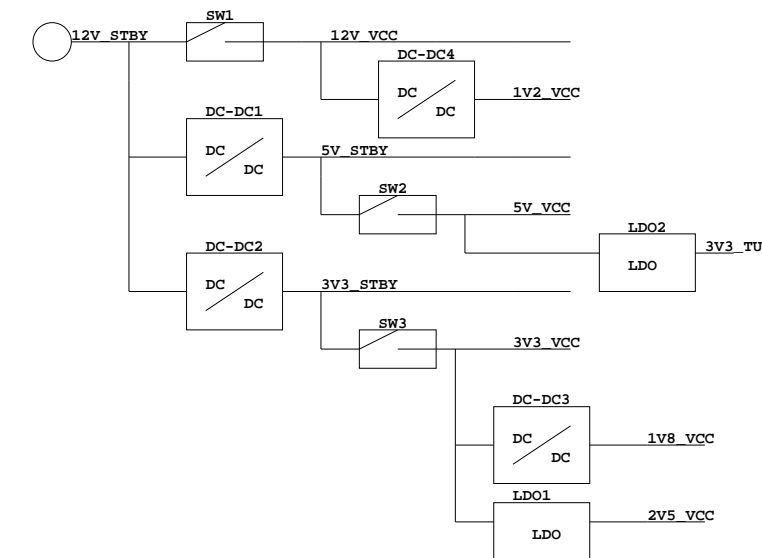 SW1
12V_STBY
12V_VCC
DC-DC4
DC
DC
1V2_VCC
DC-DC1
DC
DC
5V_STBY
SW2
5V_VCC
LDO2
LDO
3V3_TU
DC-DC2
DC
DC
3V3_STBY
SW3
3V3_VCC
DC-DC3
DC
DC
1V8_VCC
LDO1
LDO
2V5_VCC